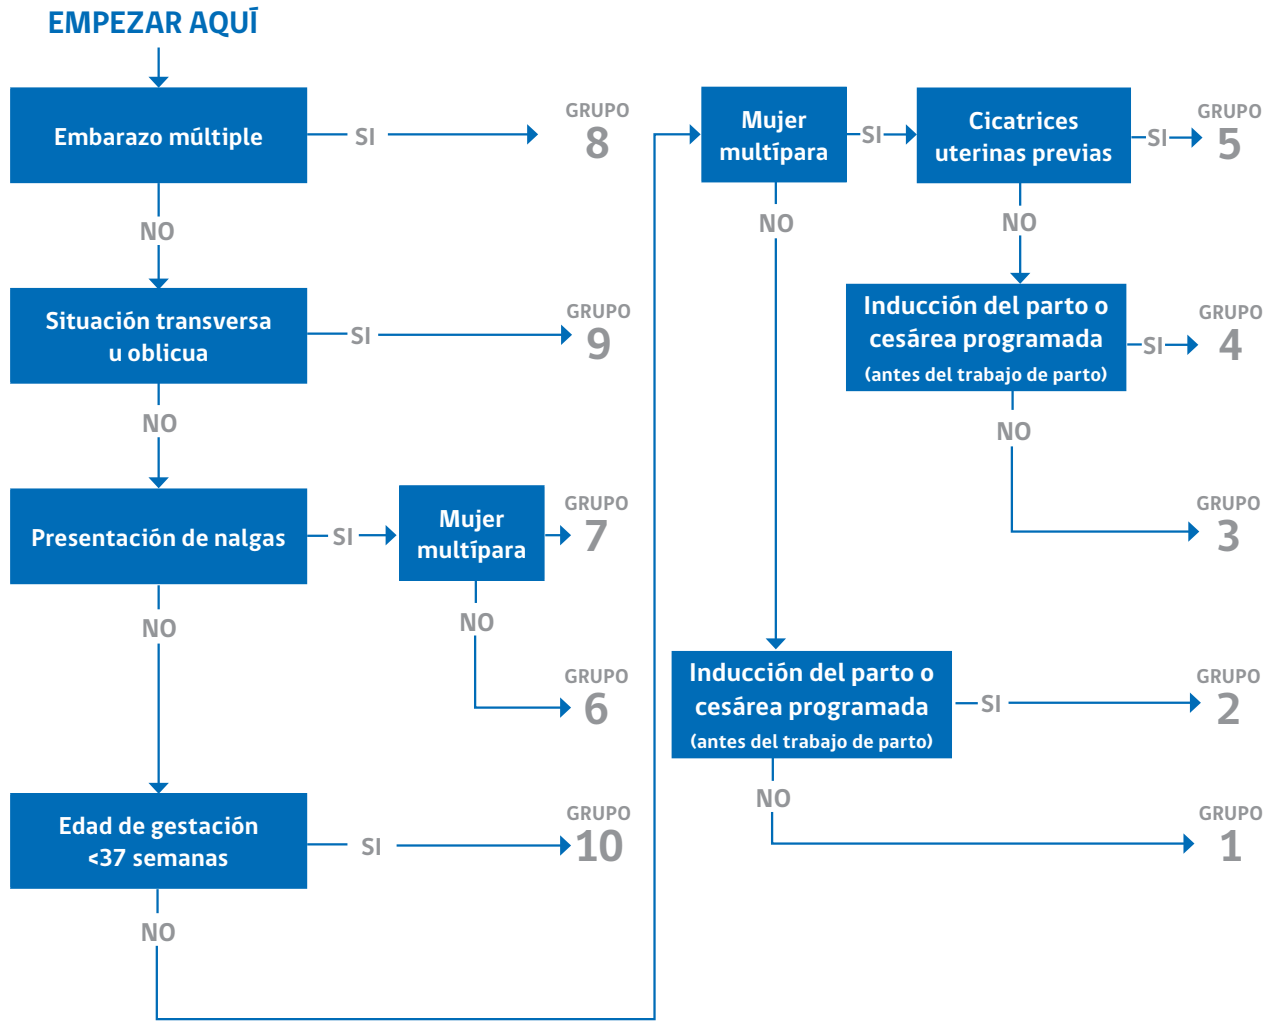 EMPEZAR AQUÍ
Embarazo múltiple
SI
GRUPO
8
NO
Situación transversa
u oblicua
SI
GRUPO
9
NO
Presentación de nalgas
SI
Mujer
multípara
GRUPO
7
NO
GRUPO
6
NO
Edad de gestación
<37 semanas
SI
GRUPO
10
NO
Mujer
multípara
SI
Cicatrices
uterinas previas
SI
GRUPO
5
NO
Inducción del parto o
cesárea programada
(antes del trabajo de parto)
SI
GRUPO
4
NO
GRUPO
3
NO
Inducción del parto o
cesárea programada
(antes del trabajo de parto)
SI
GRUPO
2
NO
GRUPO
1